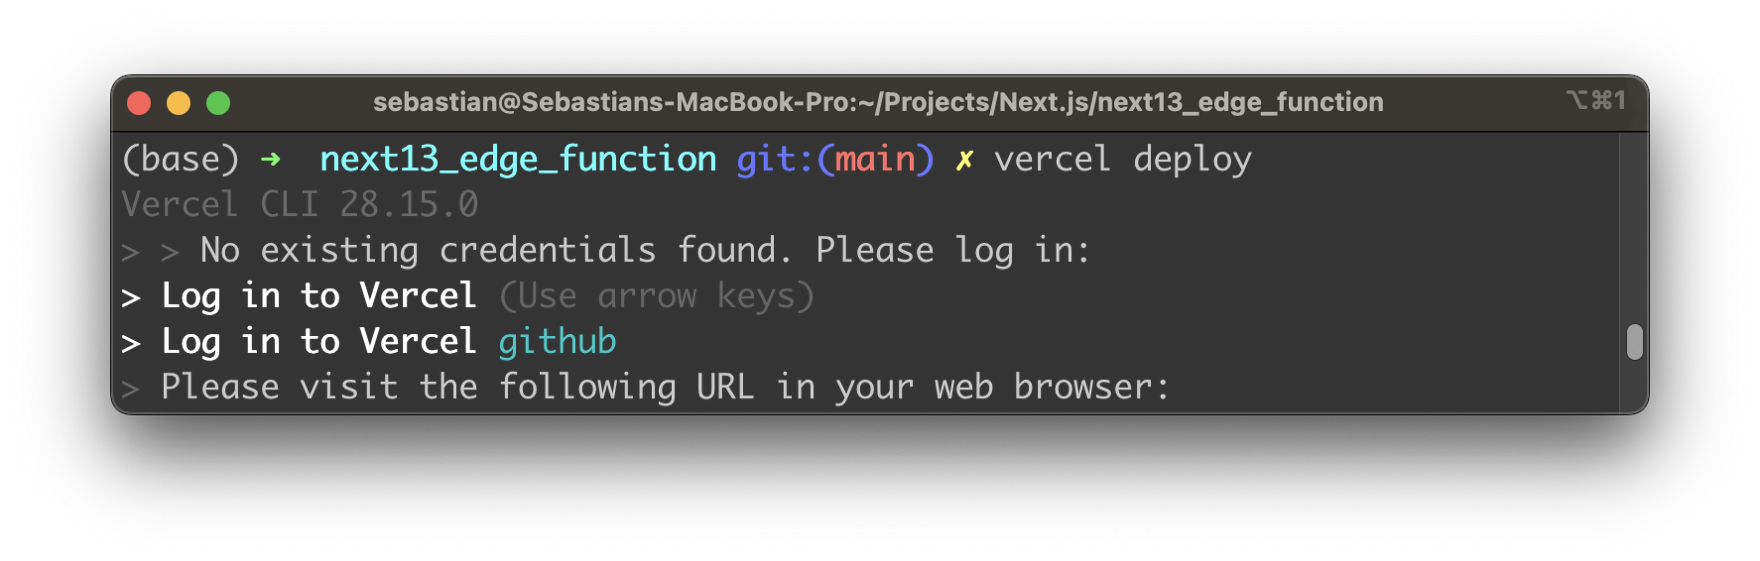 sebastian@Sebastians-MacBook-Pro:~/Projects/Next.js/next13_edge_function ⌥⌘1
(base) ➜  next13_edge_function git:(main) ✗ vercel deploy
Vercel CLI 28.15.0
> > No existing credentials found. Please log in:
> Log in to Vercel (Use arrow keys)
> Log in to Vercel github
> Please visit the following URL in your web browser: